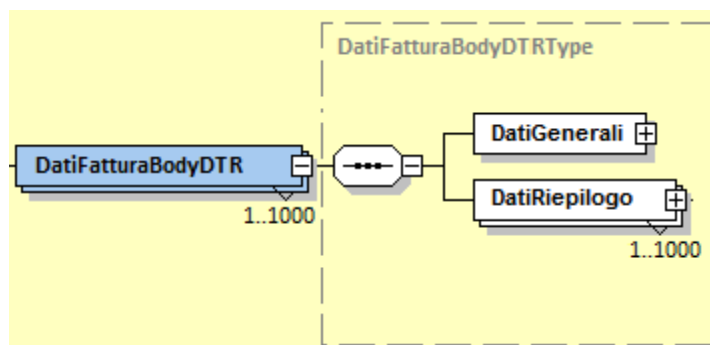 DatiFatturaBodyDTRType
DatiGenerali
DatiFatturaBodyDTR
DatiRiepilogo
1..1000
1..1000